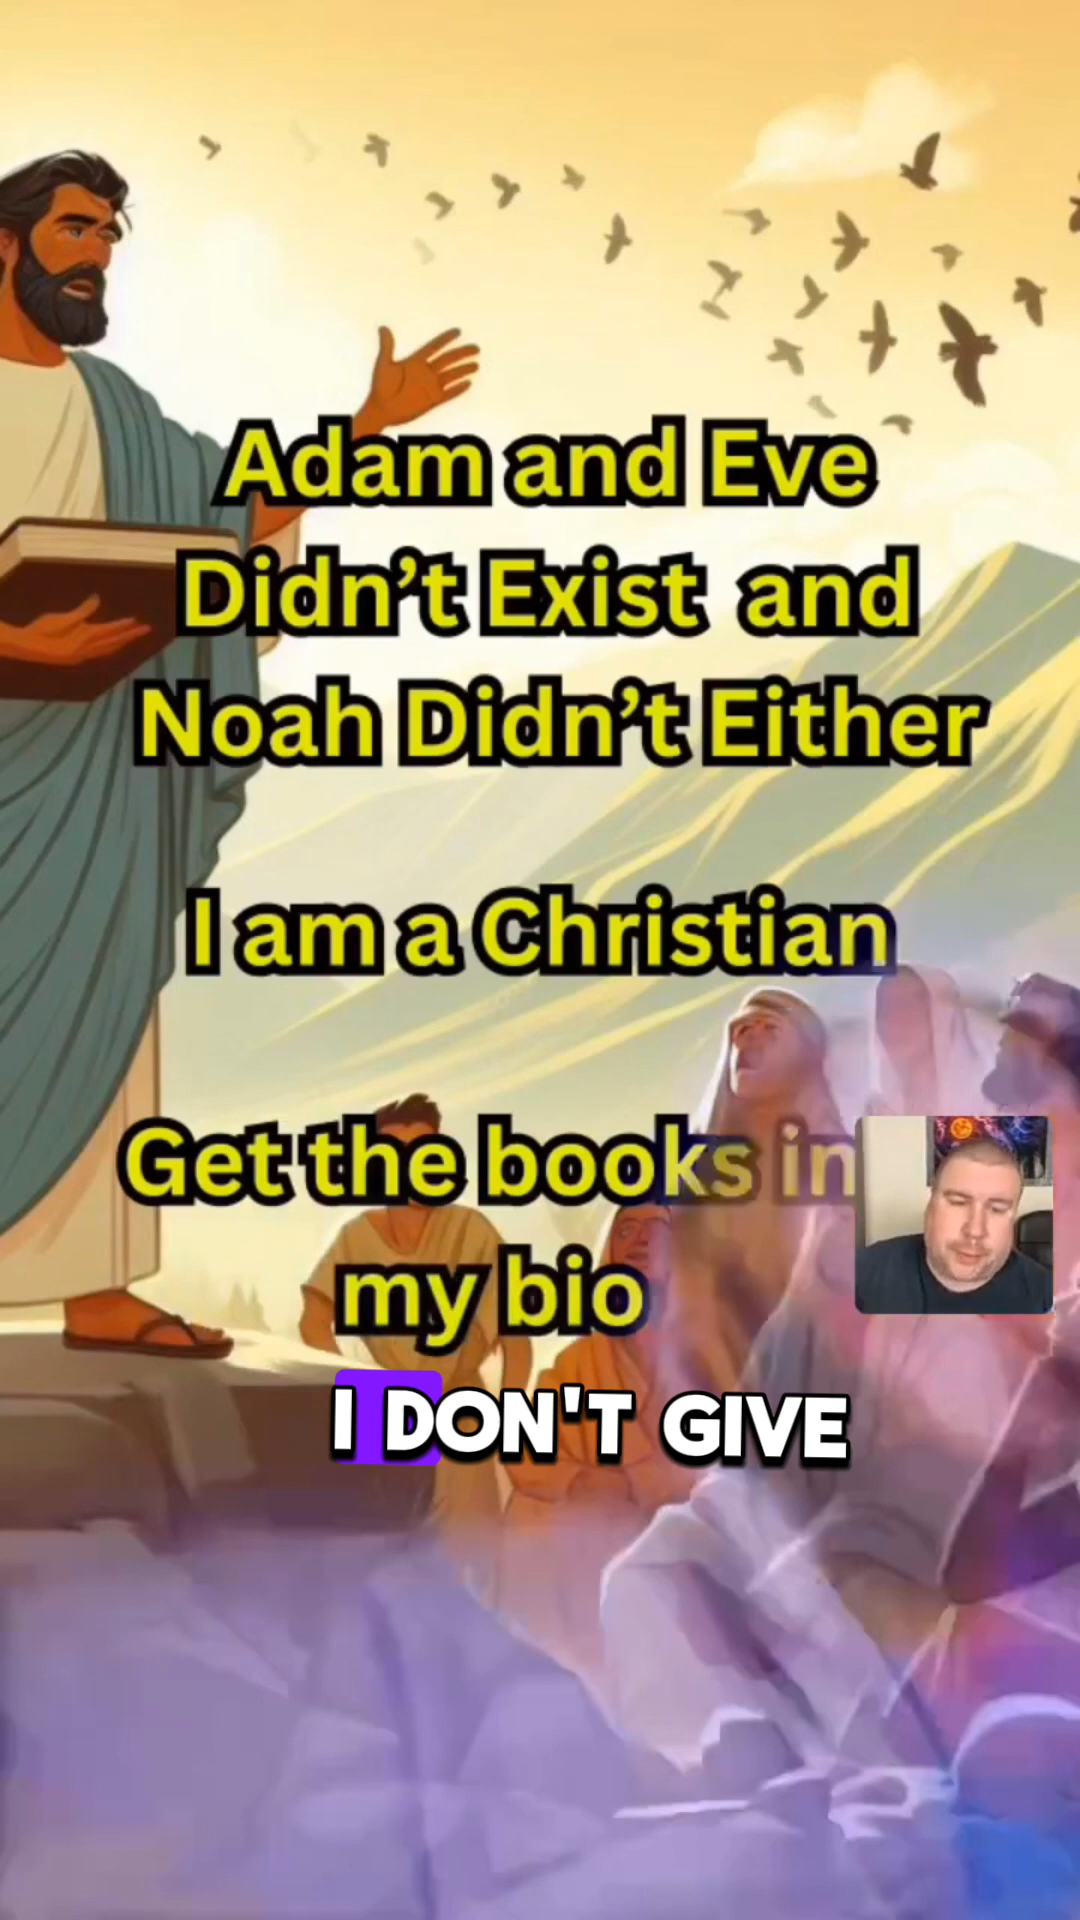 Adam and Eve
Didn't Exist and
Noah Didn't Either
I am a Christian
Get the books in
my bio
I DON'T GIVE